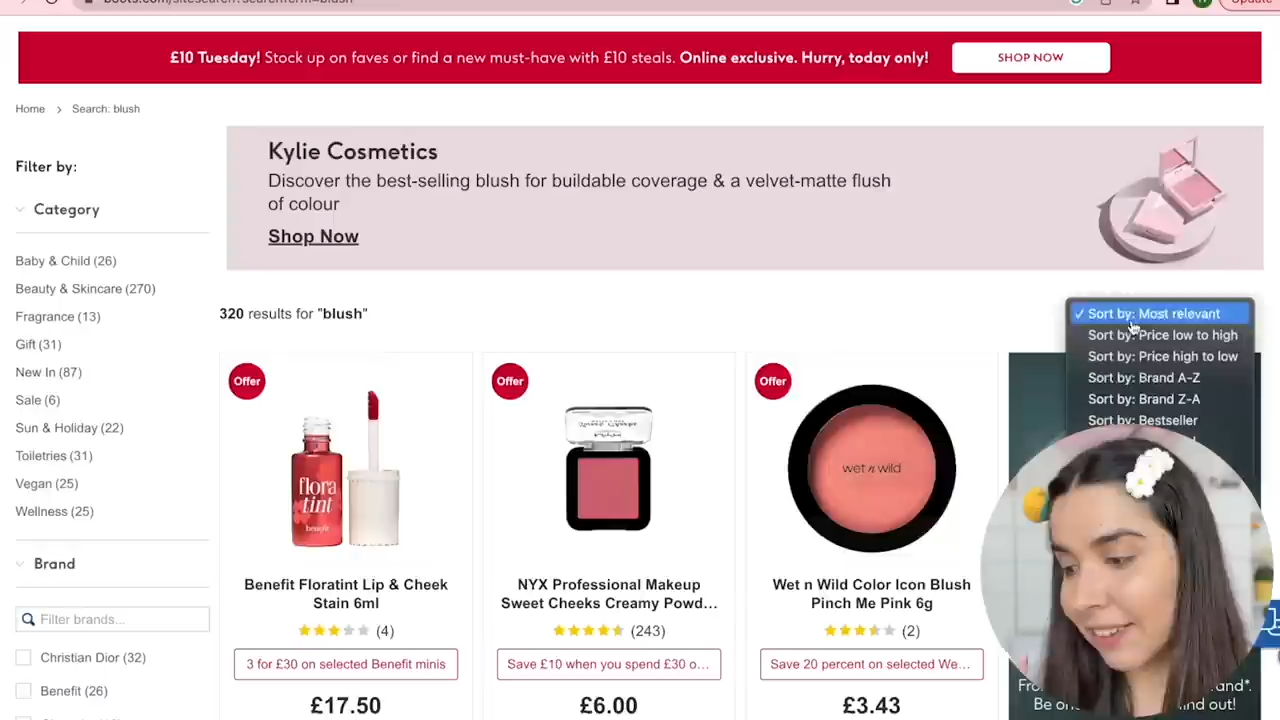 Update
£10 Tuesday! Stock up on faves or find a new must-have with £10 steals. Online exclusive. Hurry, today only!
SHOP NOW
Home > Search: blush
Kylie Cosmetics
Discover the best-selling blush for buildable coverage & a velvet-matte flush
of colour
Shop Now
Filter by:
Category
Baby & Child (26)
Beauty & Skincare (270)
Fragrance (13)
Gift (31)
New In (87)
Sale (6)
Sun & Holiday (22)
Toiletries (31)
Vegan (25)
Wellness (25)
Brand
Filter brands...
Christian Dior (32)
Benefit (26)
320 results for "blush"
✓ Sort by: Most relevant
Sort by: Price low to high
Sort by: Price high to low
Sort by: Brand A-Z
Sort by: Brand Z-A
Sort by: Bestseller
Offer
flora
tint
benefit
Benefit Floratint Lip & Cheek
Stain 6ml
(4)
3 for £30 on selected Benefit minis
£17.50
Offer
NYX Professional Makeup
Sweet Cheeks Creamy Powd...
(243)
Save £10 when you spend £30 o...
£6.00
Offer
wet n wild
Wet n Wild Color Icon Blush
Pinch Me Pink 6g
(2)
Save 20 percent on selected We...
£3.43